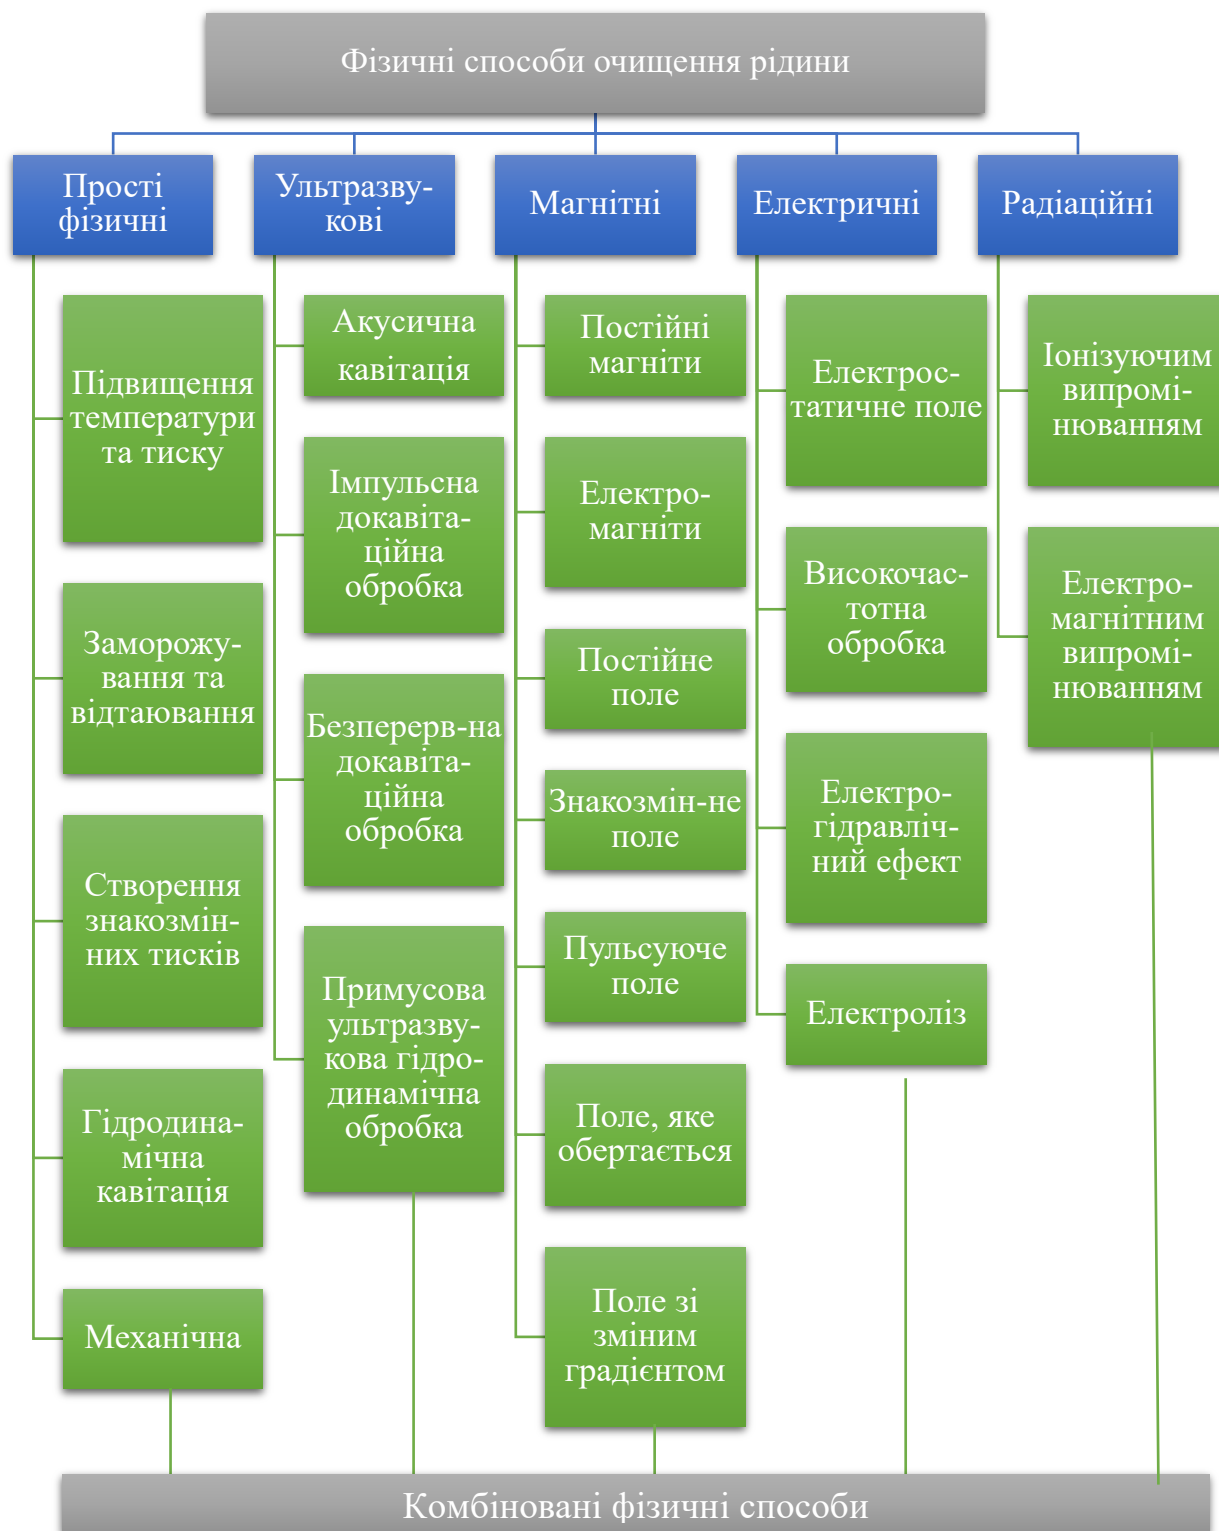 Фізичні способи очищення рідини
Прості
фізичні
Ультразву-
кові
Магнітні
Електричні
Радіаційні
Підвищення
температури
та тиску
Заморожу-
вання та
відтаювання
Створення
знакозмін-
них тисків
Гідродина-
мічна
кавітація
Механічна
Акусична
кавітація
Імпульсна
докавіта-
ційна
обробка
Безперерв-на
докавіта-
ційна
обробка
Примусова
ультразву-
кова гідро-
динамічна
обробка
Постійні
магніти
Електро-
магніти
Постійне
поле
Знакозмін-не
поле
Пульсуюче
поле
Поле, яке
обертається
Поле зі
зміним
градієнтом
Електрос-
татичне поле
Високочас-
тотна
обробка
Електро-
гідравліч-
ний ефект
Електроліз
Іонізуючим
випромі-
нюванням
Електро-
магнітним
випромі-
нюванням
Комбіновані фізичні способи